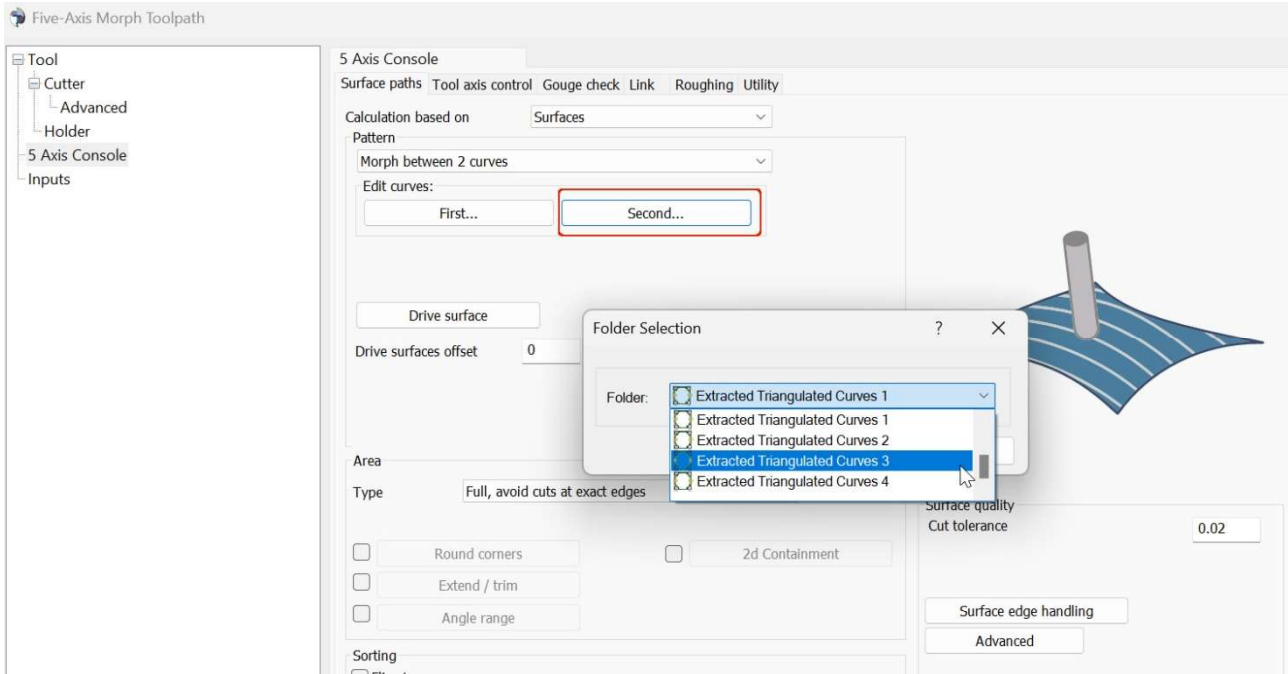 Five-Axis Morph Toolpath
Tool
Cutter
Advanced
Holder
5 Axis Console
Inputs
5 Axis Console
Surface paths Tool axis control Gouge check Link Roughing Utility
Calculation based on Surfaces
Pattern
Morph between 2 curves
Edit curves:
First... Second...
Drive surface
Drive surfaces offset 0
Folder Selection ?
Folder: Extracted Triangulated Curves 1
Extracted Triangulated Curves 1
Extracted Triangulated Curves 2
Extracted Triangulated Curves 3
Extracted Triangulated Curves 4
Area
Type Full, avoid cuts at exact edges
Round corners 2d Containment
Extend / trim
Angle range
Sorting
Surface quality
Cut tolerance 0.02
Surface edge handling
Advanced